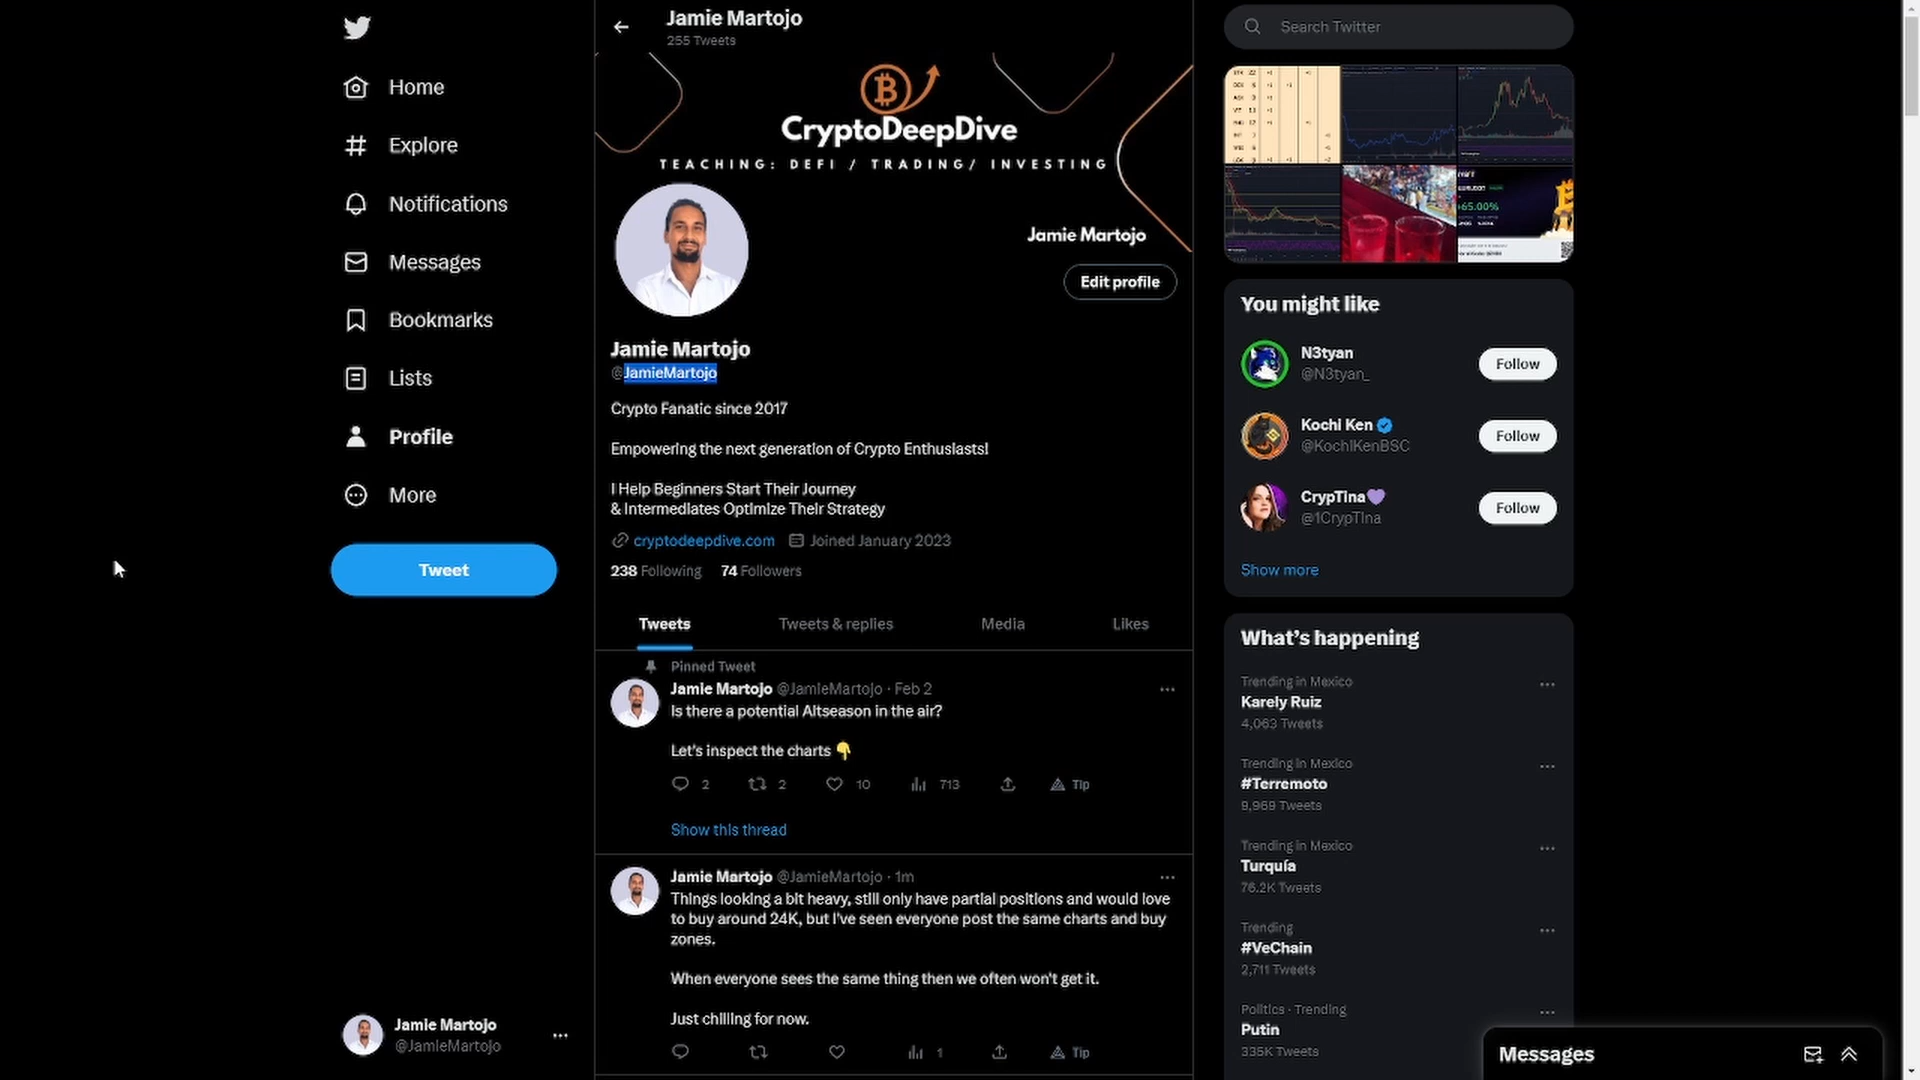 Home
Explore
Notifications
Messages
Bookmarks
Lists
Profile
More
Tweet
Jamie Martojo
@JamieMartojo
Jamie Martojo
255 Tweets
CryptoDeepDive
TEACHING: DEFI / TRADING/ INVESTING
Jamie Martojo
Edit profile
Jamie Martojo
@JamieMartojo
Crypto Fanatic since 2017
Empowering the next generation of Crypto Enthusiasts!
I Help Beginners Start Their Journey
& Intermediates Optimize Their Strategy
cryptodeepdive.com Joined January 2023
238 Following 74 Followers
Tweets Tweets & replies Media Likes
Pinned Tweet
Jamie Martojo @JamieMartojo · Feb 2
Is there a potential Altseason in the air?
Let's inspect the charts 👇
2 2 10 713 Tip
Show this thread
Jamie Martojo @JamieMartojo · 1m
Things looking a bit heavy, still only have partial positions and would love
to buy around 24K, but I've seen everyone post the same charts and buy
zones.
When everyone sees the same thing then we often won't get it.
Just chilling for now.
1 Tip
Search Twitter
+65.00%
You might like
N3tyan
@N3tyan_
Follow
Kochi Ken
@KochiKenBSC
Follow
CrypTina💜
@1CrypTina
Follow
Show more
What's happening
Trending in Mexico
Karely Ruiz
4,063 Tweets
Trending in Mexico
#Terremoto
9,969 Tweets
Trending in Mexico
Turquía
76.2K Tweets
Trending
#VeChain
2,711 Tweets
Politics · Trending
Putin
335K Tweets
Messages